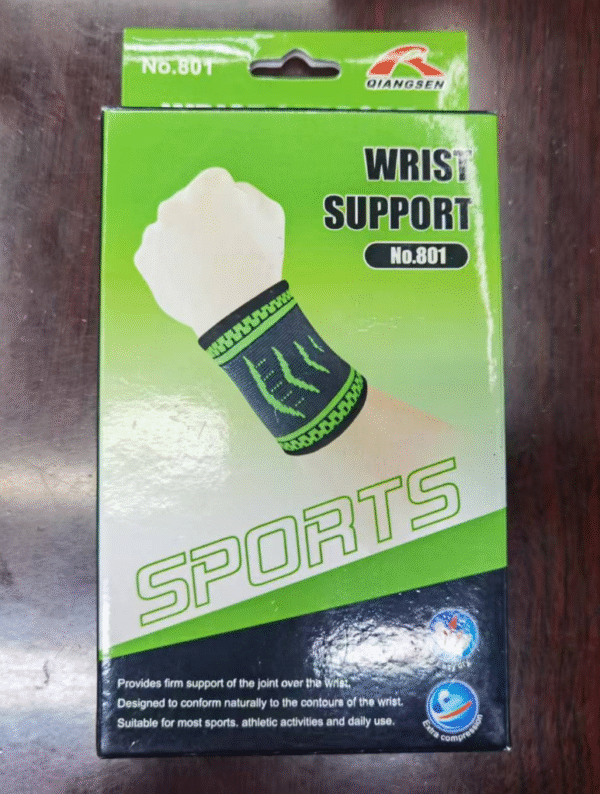 No.801
QIANGSEN
WRIST
SUPPORT
No.801
SPORTS
Provides firm support of the joint over the wrist.
Designed to conform naturally to the contours of the wrist.
Suitable for most sports. athletic activities and daily use.
Extra compression